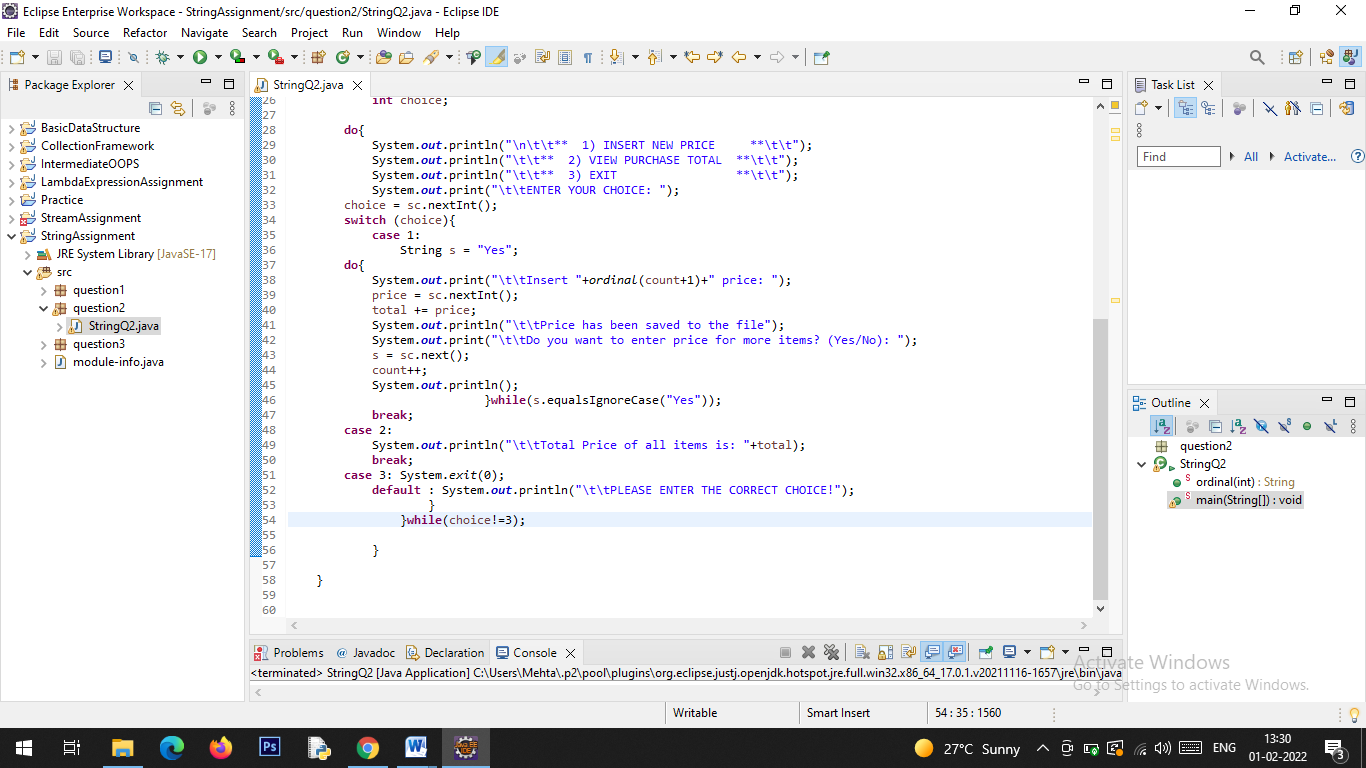 Eclipse Enterprise Workspace - StringAssignment/src/question2/StringQ2.java - Eclipse IDE
File Edit Source Refactor Navigate Search Project Run Window Help
Package Explorer
BasicDataStructure
CollectionFramework
IntermediateOOPS
LambdaExpressionAssignment
Practice
StreamAssignment
StringAssignment
JRE System Library [JavaSE-17]
src
question1
question2
StringQ2.java
question3
module-info.java
StringQ2.java
26 int choice;
27
28 do{
29 System.out.println("\n\t\t** 1) INSERT NEW PRICE **\t\t");
30 System.out.println("\t\t** 2) VIEW PURCHASE TOTAL **\t\t");
31 System.out.println("\t\t** 3) EXIT **\t\t");
32 System.out.print("\t\tENTER YOUR CHOICE: ");
33 choice = sc.nextInt();
34 switch (choice){
35 case 1:
36 String s = "Yes";
37 do{
38 System.out.print("\t\tInsert "+ordinal(count+1)+" price: ");
39 price = sc.nextInt();
40 total += price;
41 System.out.println("\t\tPrice has been saved to the file");
42 System.out.print("\t\tDo you want to enter price for more items? (Yes/No): ");
43 s = sc.next();
44 count++;
45 System.out.println();
46 }while(s.equalsIgnoreCase("Yes"));
47 break;
48 case 2:
49 System.out.println("\t\tTotal Price of all items is: "+total);
50 break;
51 case 3: System.exit(0);
52 default : System.out.println("\t\tPLEASE ENTER THE CORRECT CHOICE!");
53 }
54 }while(choice!=3);
55
56 }
57
58 }
59
60
Problems @ Javadoc Declaration Console
<terminated> StringQ2 [Java Application] C:\Users\Mehta\.p2\pool\plugins\org.eclipse.justj.openjdk.hotspot.jre.full.win32.x86_64_17.0.1.v20211116-1657\jre\bin\java
Task List
Find All Activate...
Outline
question2
StringQ2
ordinal(int) : String
main(String[]) : void
Activate Windows
Go to Settings to activate Windows.
Writable Smart Insert 54 : 35 : 1560
27°C Sunny ENG 13:30
01-02-2022
3